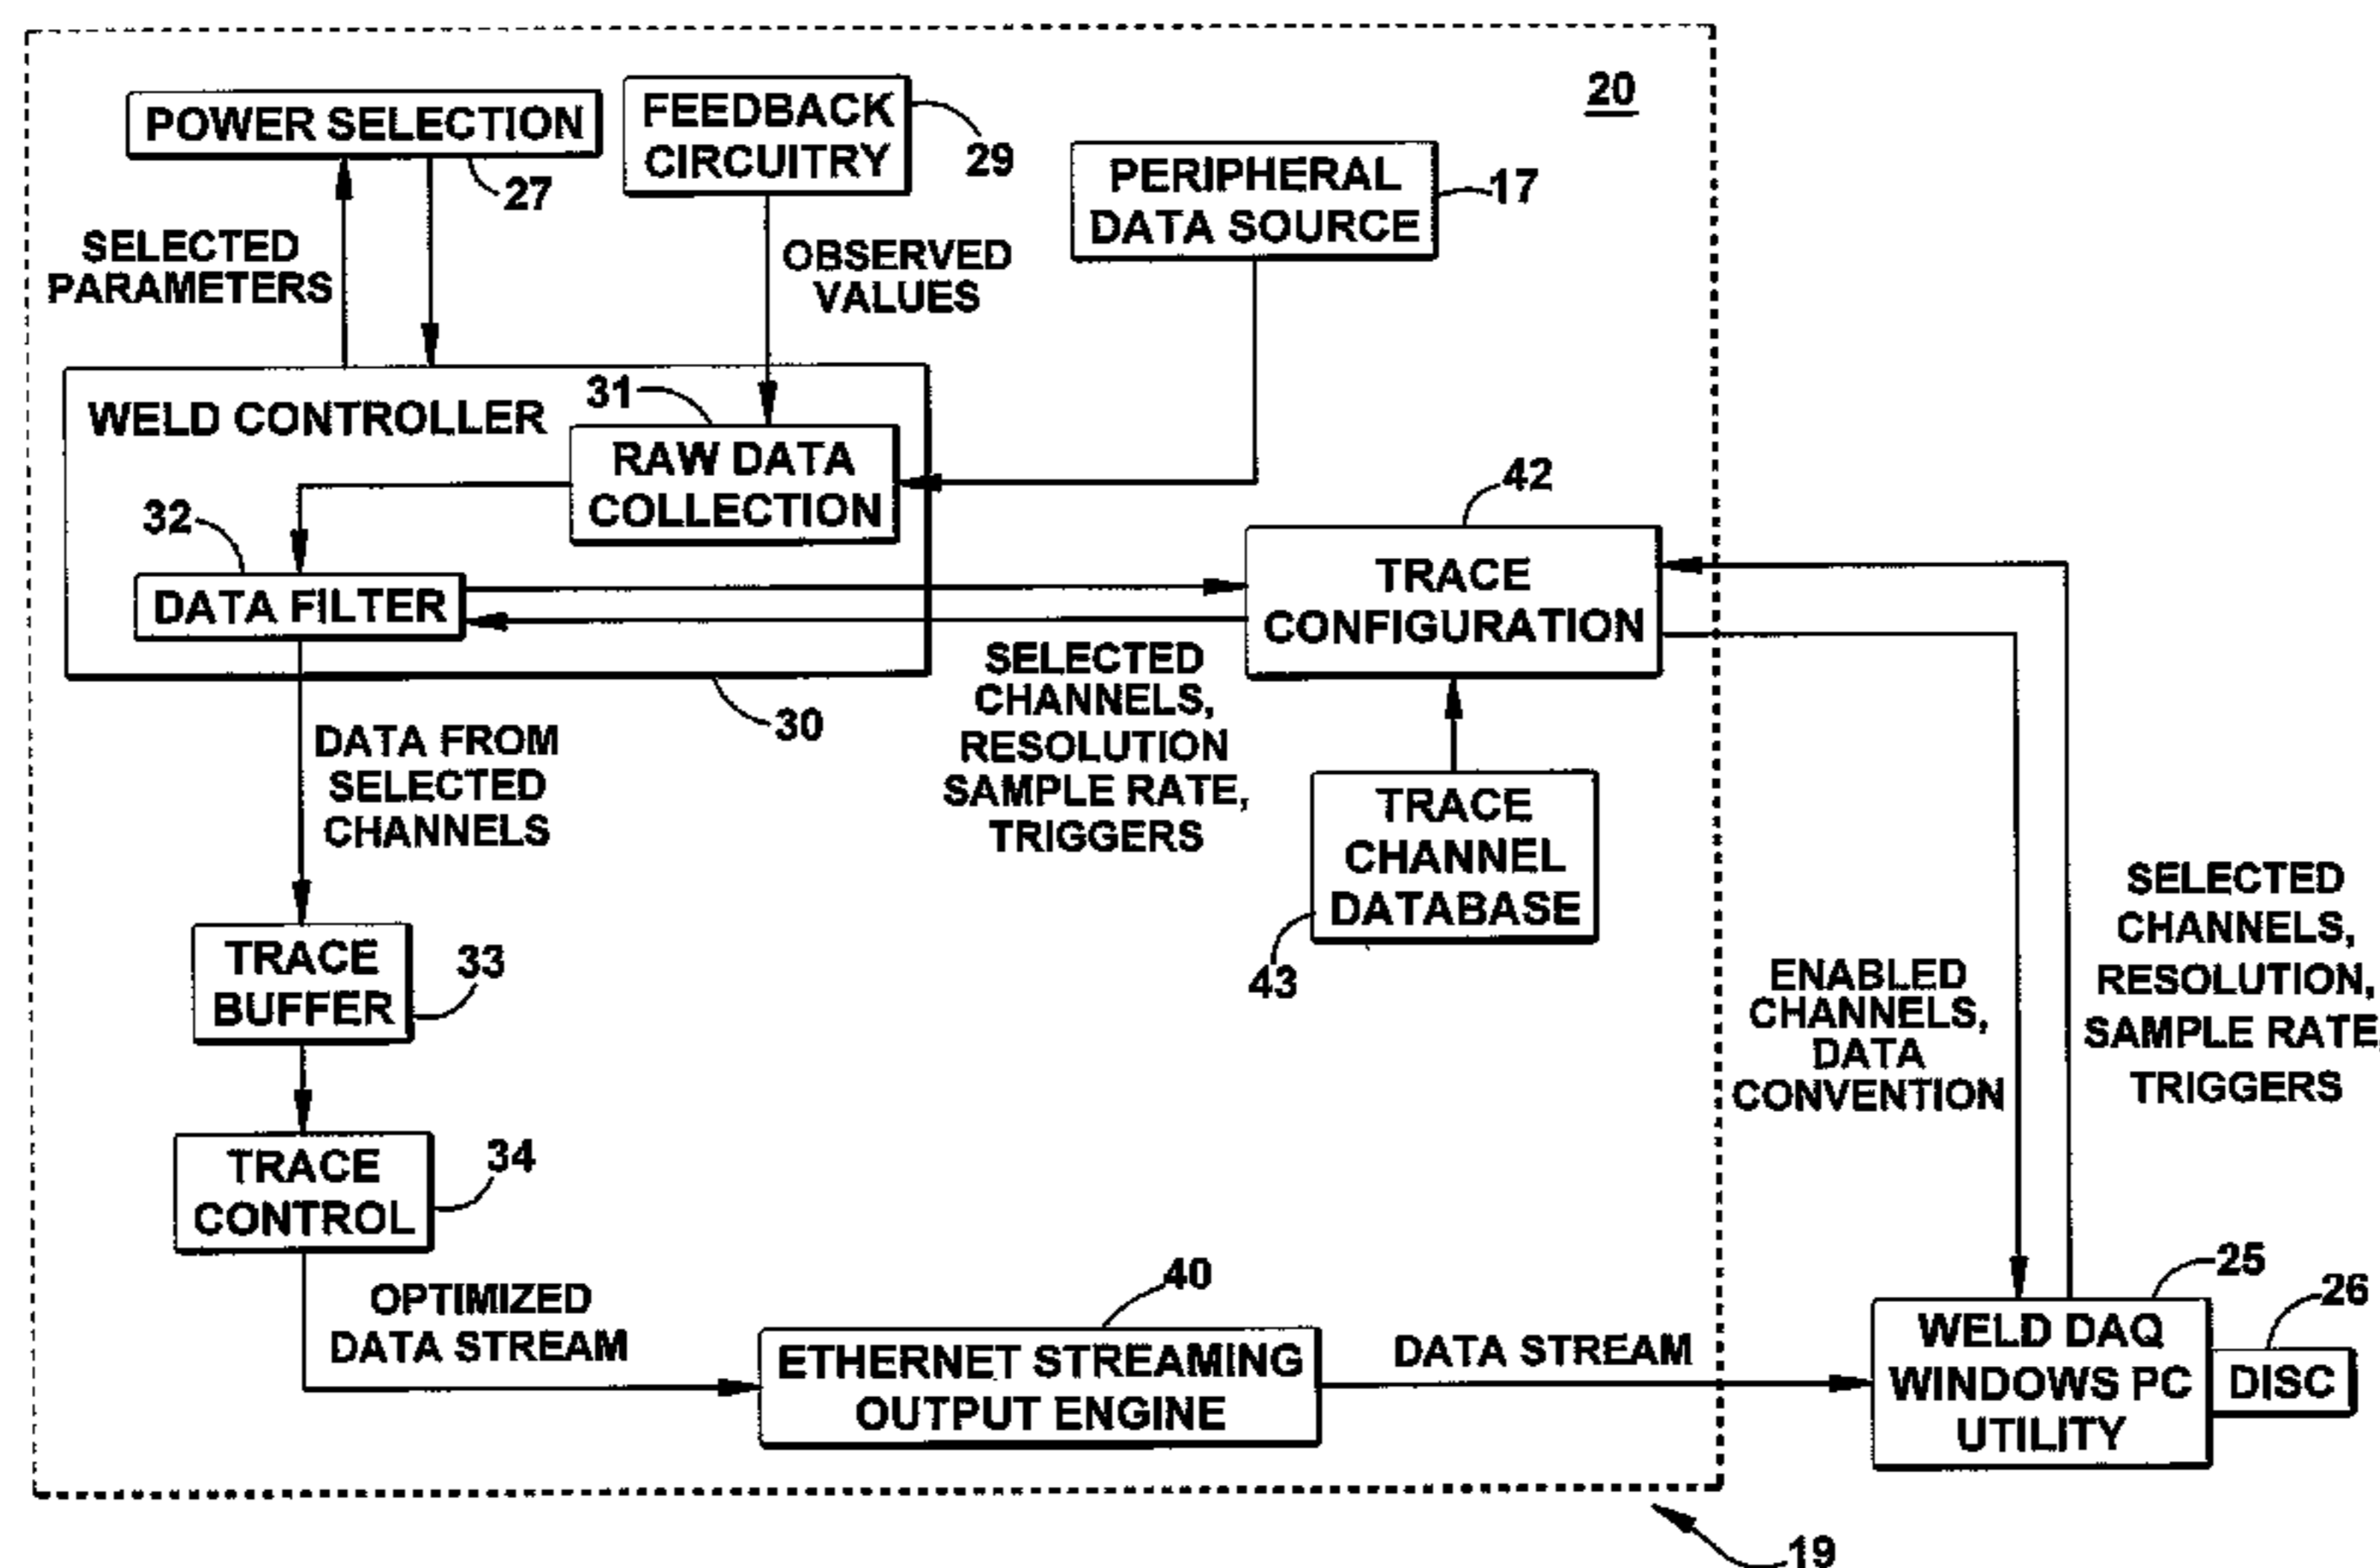 20
POWER SELECTION
27
FEEDBACK
CIRCUITRY
29
PERIPHERAL
DATA SOURCE
17
SELECTED
PARAMETERS
OBSERVED
VALUES
WELD CONTROLLER
31
RAW DATA
COLLECTION
32
DATA FILTER
30
42
TRACE
CONFIGURATION
SELECTED
CHANNELS,
RESOLUTION
SAMPLE RATE,
TRIGGERS
DATA FROM
SELECTED
CHANNELS
TRACE
CHANNEL
DATABASE
43
TRACE
BUFFER
33
ENABLED
CHANNELS,
DATA
CONVENTION
SELECTED
CHANNELS,
RESOLUTION,
SAMPLE RATE,
TRIGGERS
TRACE
CONTROL
34
OPTIMIZED
DATA STREAM
40
ETHERNET STREAMING
OUTPUT ENGINE
DATA STREAM
25
WELD DAQ
WINDOWS PC
UTILITY
26
DISC
19